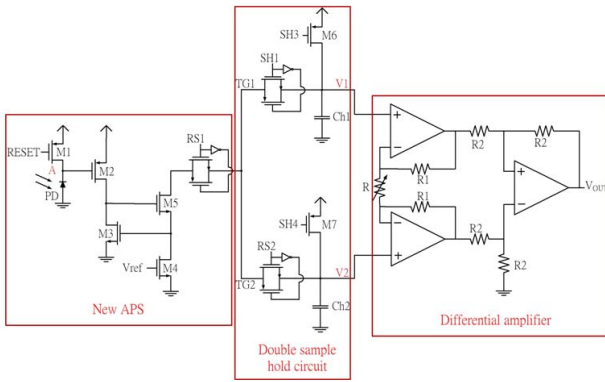 SH3
M6
SH1
TG1
V1
Ch1
RESET
M1
A
M2
PD
RS1
M5
M3
Vref
M4
SH4
M7
RS2
TG2
V2
Ch2
+
-
R2
R2
R1
R
R1
+
-
VOUT
-
+
R2
R2
New APS
Double sample
hold circuit
Differential amplifier